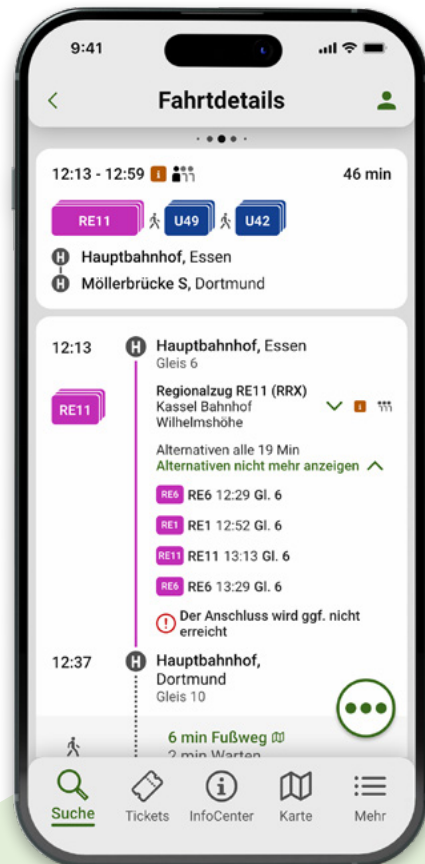 9:41
Fahrtdetails
12:13 - 12:59 i 46 min
RE11 U49 U42
H Hauptbahnhof, Essen
H Möllerbrücke S, Dortmund
12:13 H Hauptbahnhof, Essen
Gleis 6
RE11 Regionalzug RE11 (RRX)
Kassel Bahnhof i
Wilhelmshöhe
Alternativen alle 19 Min
Alternativen nicht mehr anzeigen
RE6 RE6 12:29 Gl. 6
RE1 RE1 12:52 Gl. 6
RE11 RE11 13:13 Gl. 6
RE6 RE6 13:29 Gl. 6
! Der Anschluss wird ggf. nicht
erreicht
12:37 H Hauptbahnhof,
Dortmund
Gleis 10
6 min Fußweg
2 min Warten
Suche Tickets InfoCenter Karte Mehr